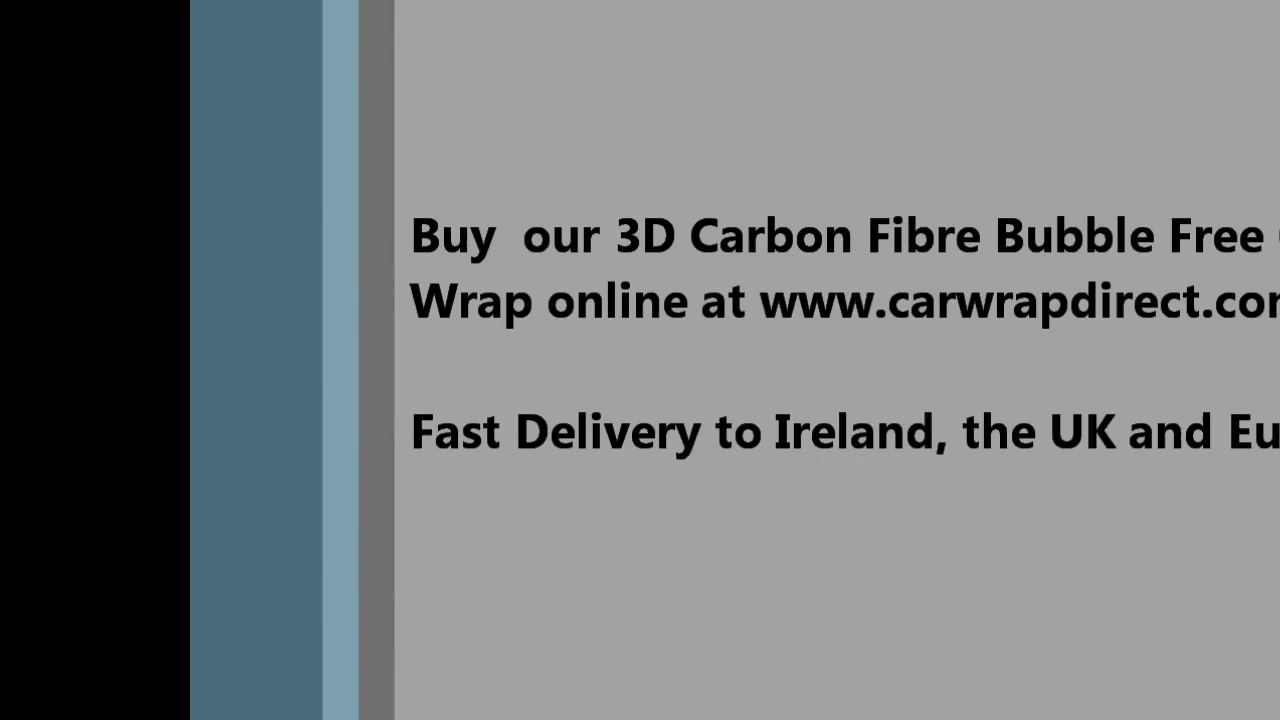 Buy our 3D Carbon Fibre Bubble Free
Wrap online at www.carwrapdirect.co
Fast Delivery to Ireland, the UK and Eu